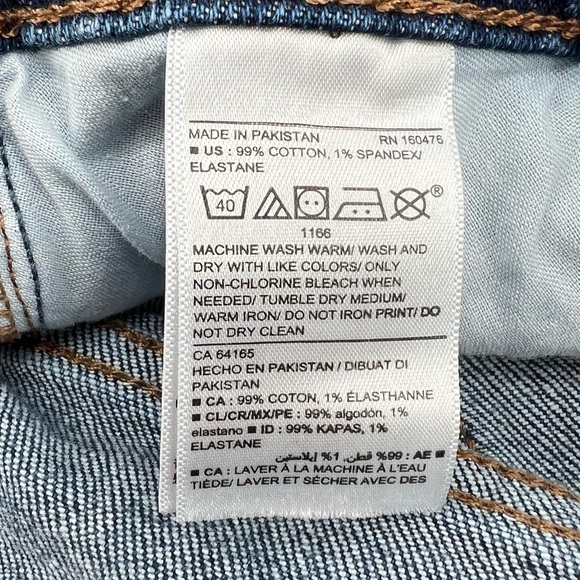 MADE IN PAKISTAN RN 160476
■ US : 99% COTTON, 1% SPANDEX/
ELASTANE
40 ®
1166
MACHINE WASH WARM/ WASH AND
DRY WITH LIKE COLORS/ ONLY
NON-CHLORINE BLEACH WHEN
NEEDED/ TUMBLE DRY MEDIUM/
WARM IRON/ DO NOT IRON PRINT/ DO
NOT DRY CLEAN
CA 64165
HECHO EN PAKISTAN / DIBUAT DI
PAKISTAN
■ CA : 99% COTON, 1% ÉLASTHANNE
■ CL/CR/MX/PE : 99% algodón, 1%
elastano ■ ID : 99% KAPAS, 1%
ELASTANE
■ AE : 99% قطن, 1% إيلاستين
■ CA : LAVER À LA MACHINE À L'EAU
TIÈDE/ LAVER ET SÉCHER AVEC DES